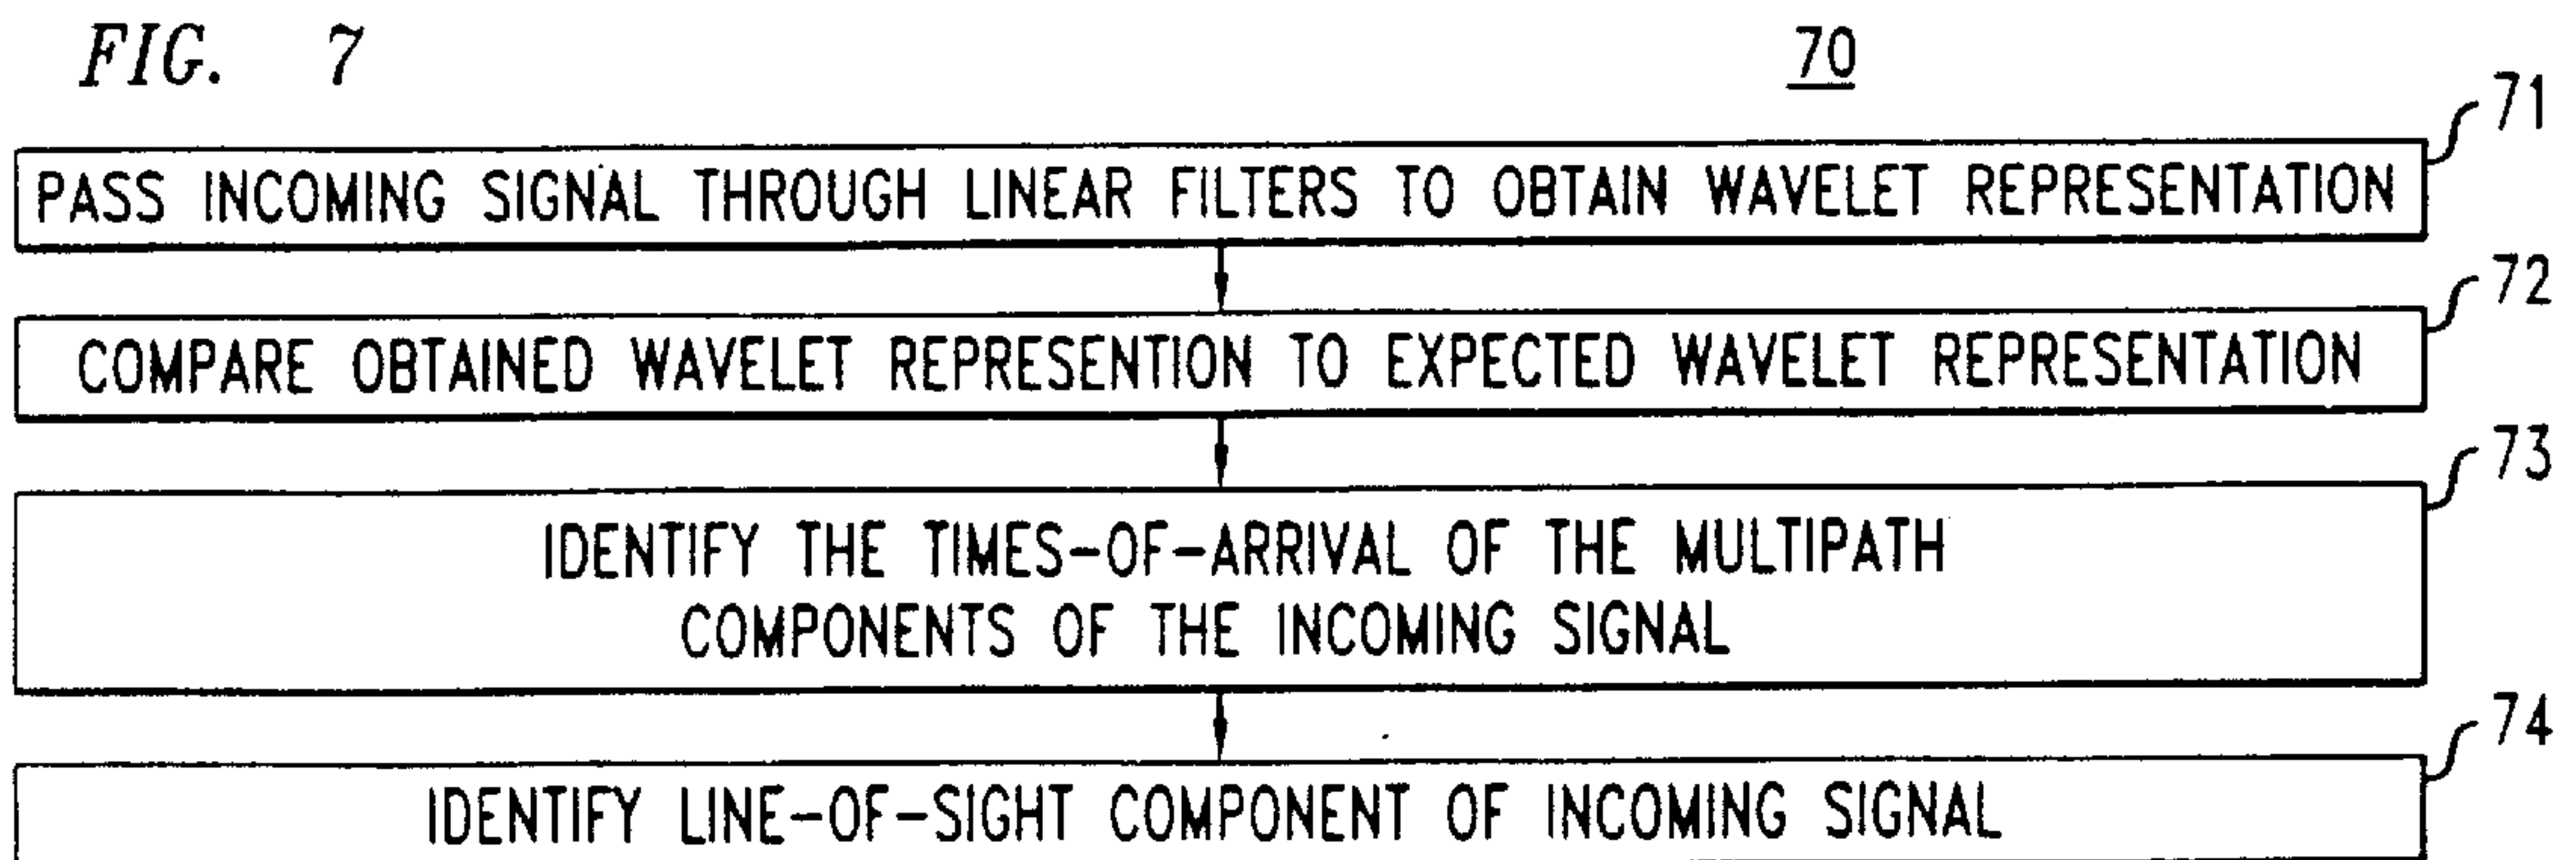 FIG. 7
70
71
PASS INCOMING SIGNAL THROUGH LINEAR FILTERS TO OBTAIN WAVELET REPRESENTATION
72
COMPARE OBTAINED WAVELET REPRESENTION TO EXPECTED WAVELET REPRESENTATION
73
IDENTIFY THE TIMES-OF-ARRIVAL OF THE MULTIPATH
COMPONENTS OF THE INCOMING SIGNAL
74
IDENTIFY LINE-OF-SIGHT COMPONENT OF INCOMING SIGNAL